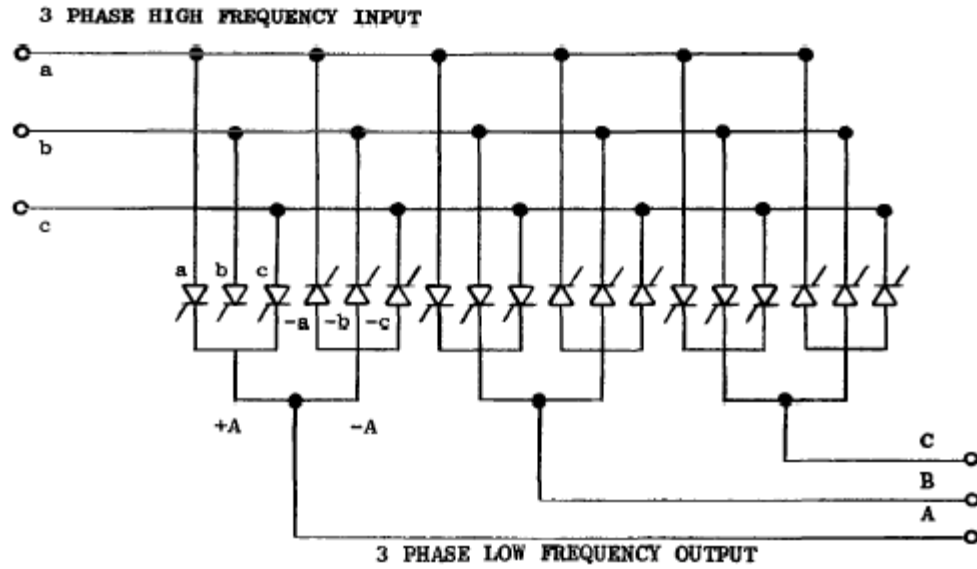 3 PHASE HIGH FREQUENCY INPUT
a
b
c
a b c
-a -b -c
+A -A
C
B
A
3 PHASE LOW FREQUENCY OUTPUT